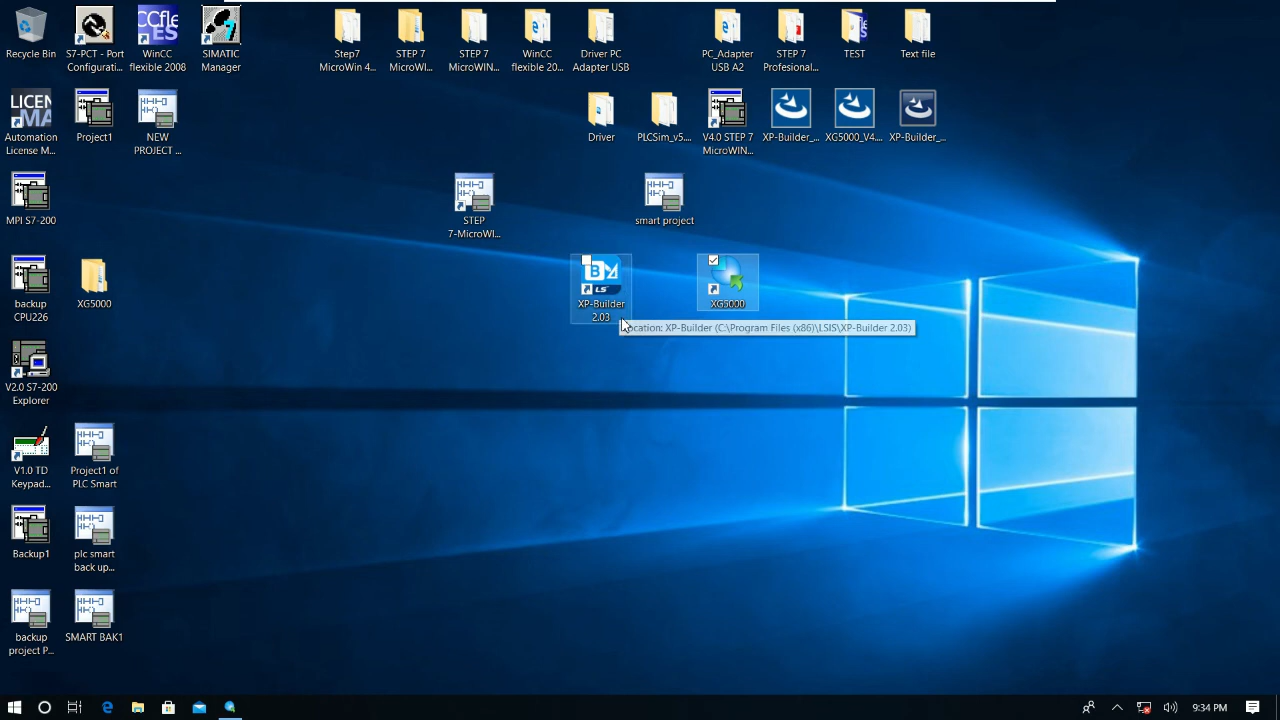 Recycle Bin
S7-PCT - Port
Configurati...
WinCC
flexible 2008
SIMATIC
Manager
Step7
MicroWin 4...
STEP 7
MicroWI...
STEP 7
MicroWIN...
WinCC
flexible 20...
Driver PC
Adapter USB
PC_Adapter
USB A2
STEP 7
Profesional...
TEST
Text file
Automation
License M...
Project1
NEW
PROJECT ...
Driver
PLCSim_v5....
V4.0 STEP 7
MicroWIN...
XP-Builder_...
XG5000_V4....
XP-Builder_...
MPI S7-200
STEP
7-MicroWI...
smart project
backup
CPU226
XG5000
XP-Builder
2.03
XG5000
Location: XP-Builder (C:\Program Files (x86)\LSIS\XP-Builder 2.03)
V2.0 S7-200
Explorer
V1.0 TD
Keypad...
Project1 of
PLC Smart
Backup1
plc smart
back up...
backup
project P...
SMART BAK1
9:34 PM